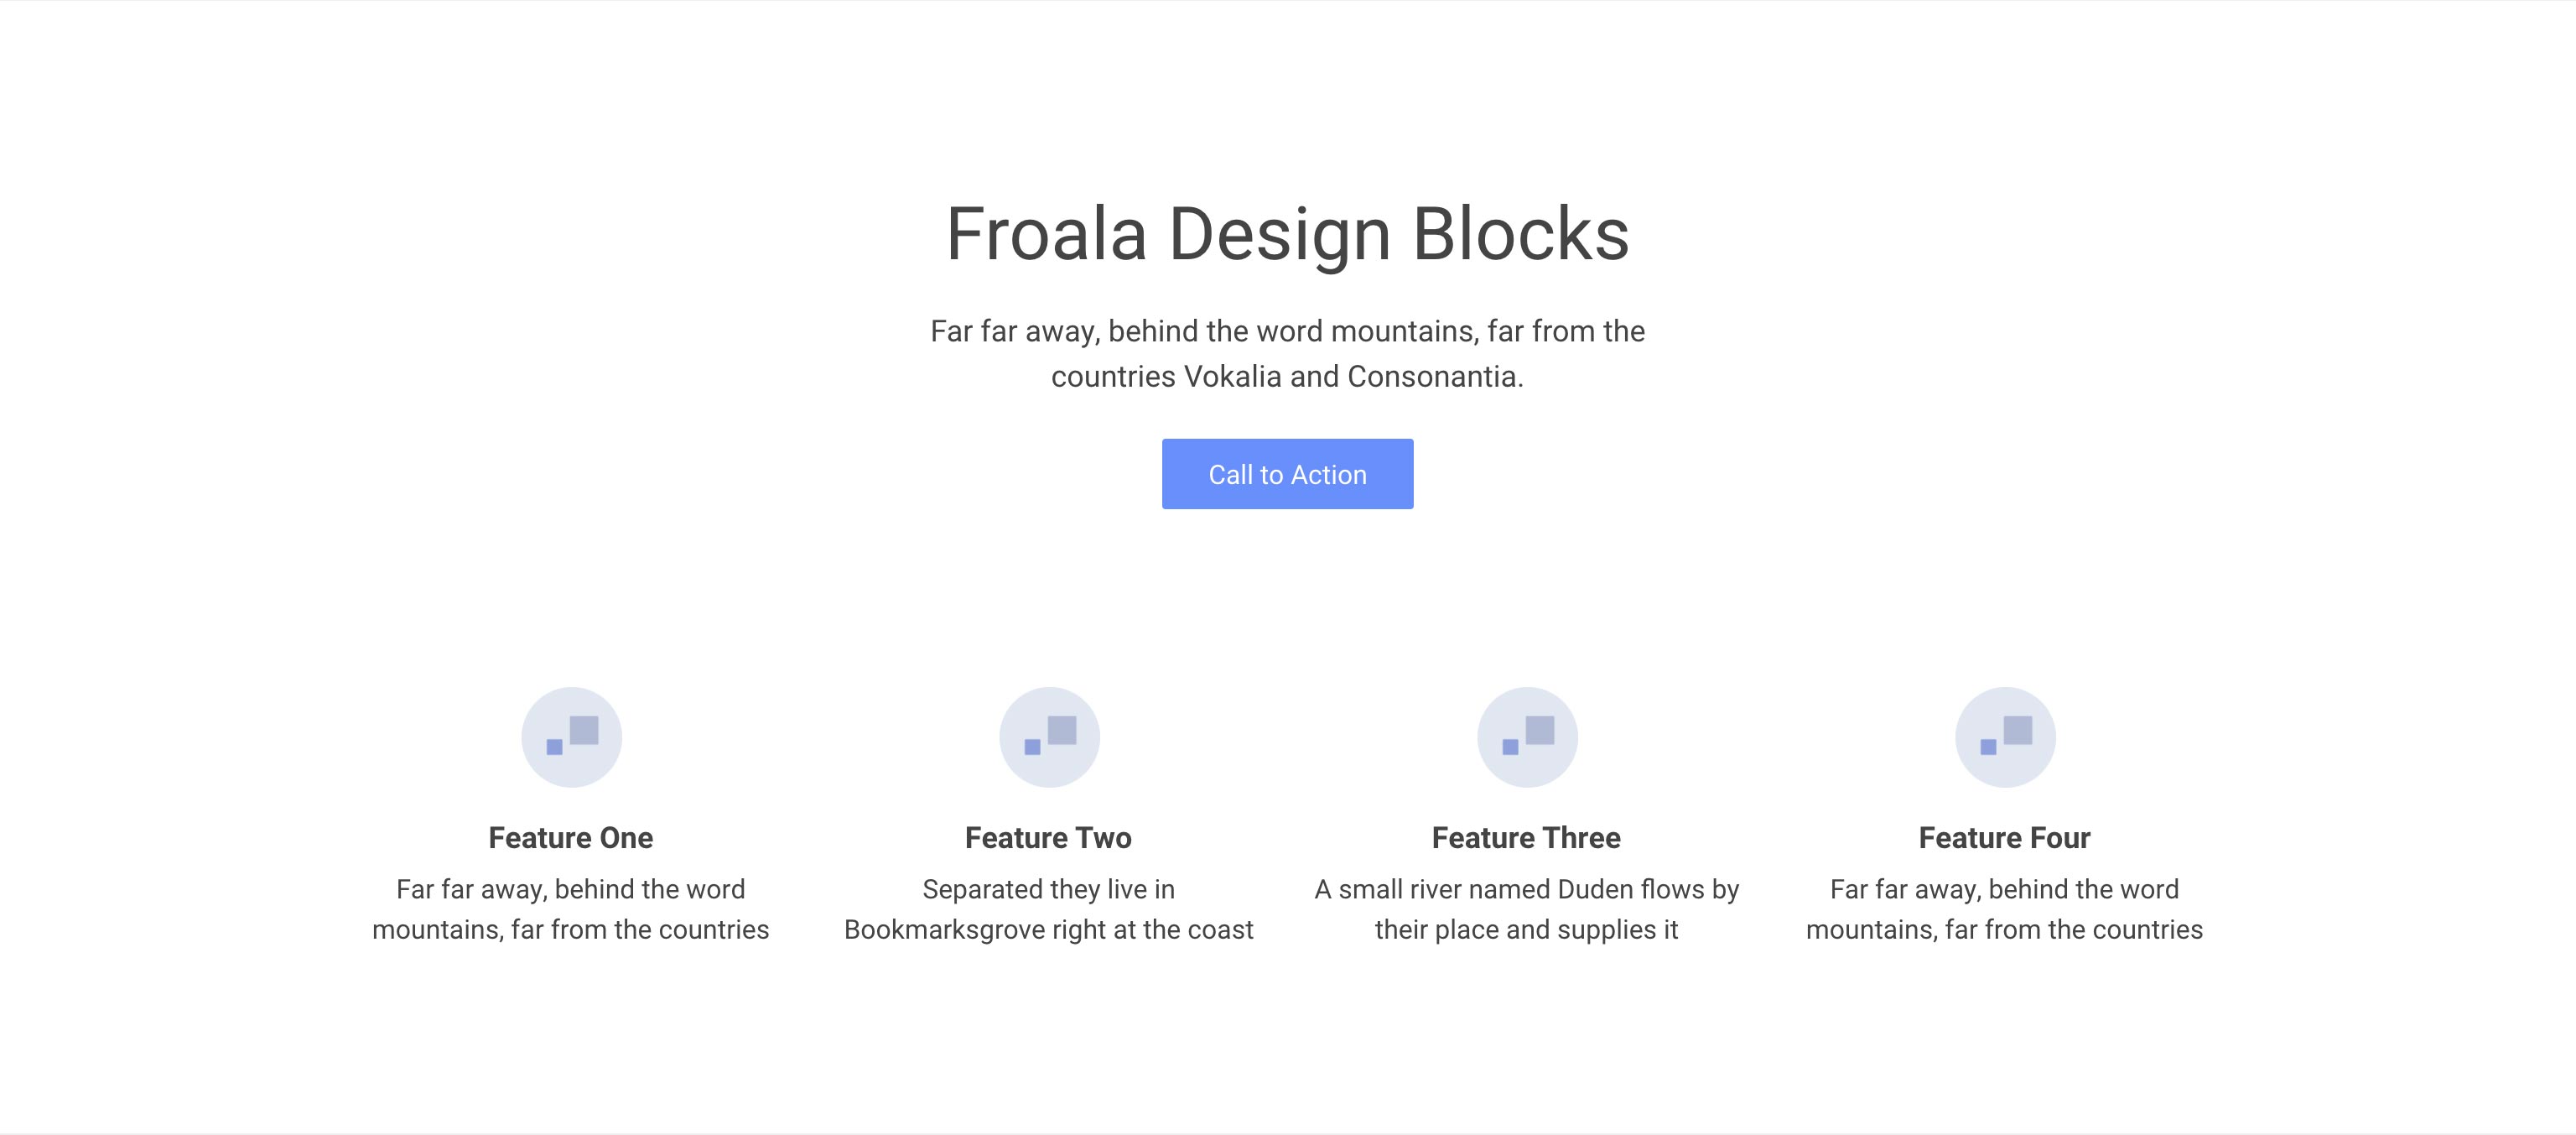 Froala Design Blocks
Far far away, behind the word mountains, far from the
countries Vokalia and Consonantia.
Call to Action
Feature One
Far far away, behind the word
mountains, far from the countries
Feature Two
Separated they live in
Bookmarksgrove right at the coast
Feature Three
A small river named Duden flows by
their place and supplies it
Feature Four
Far far away, behind the word
mountains, far from the countries